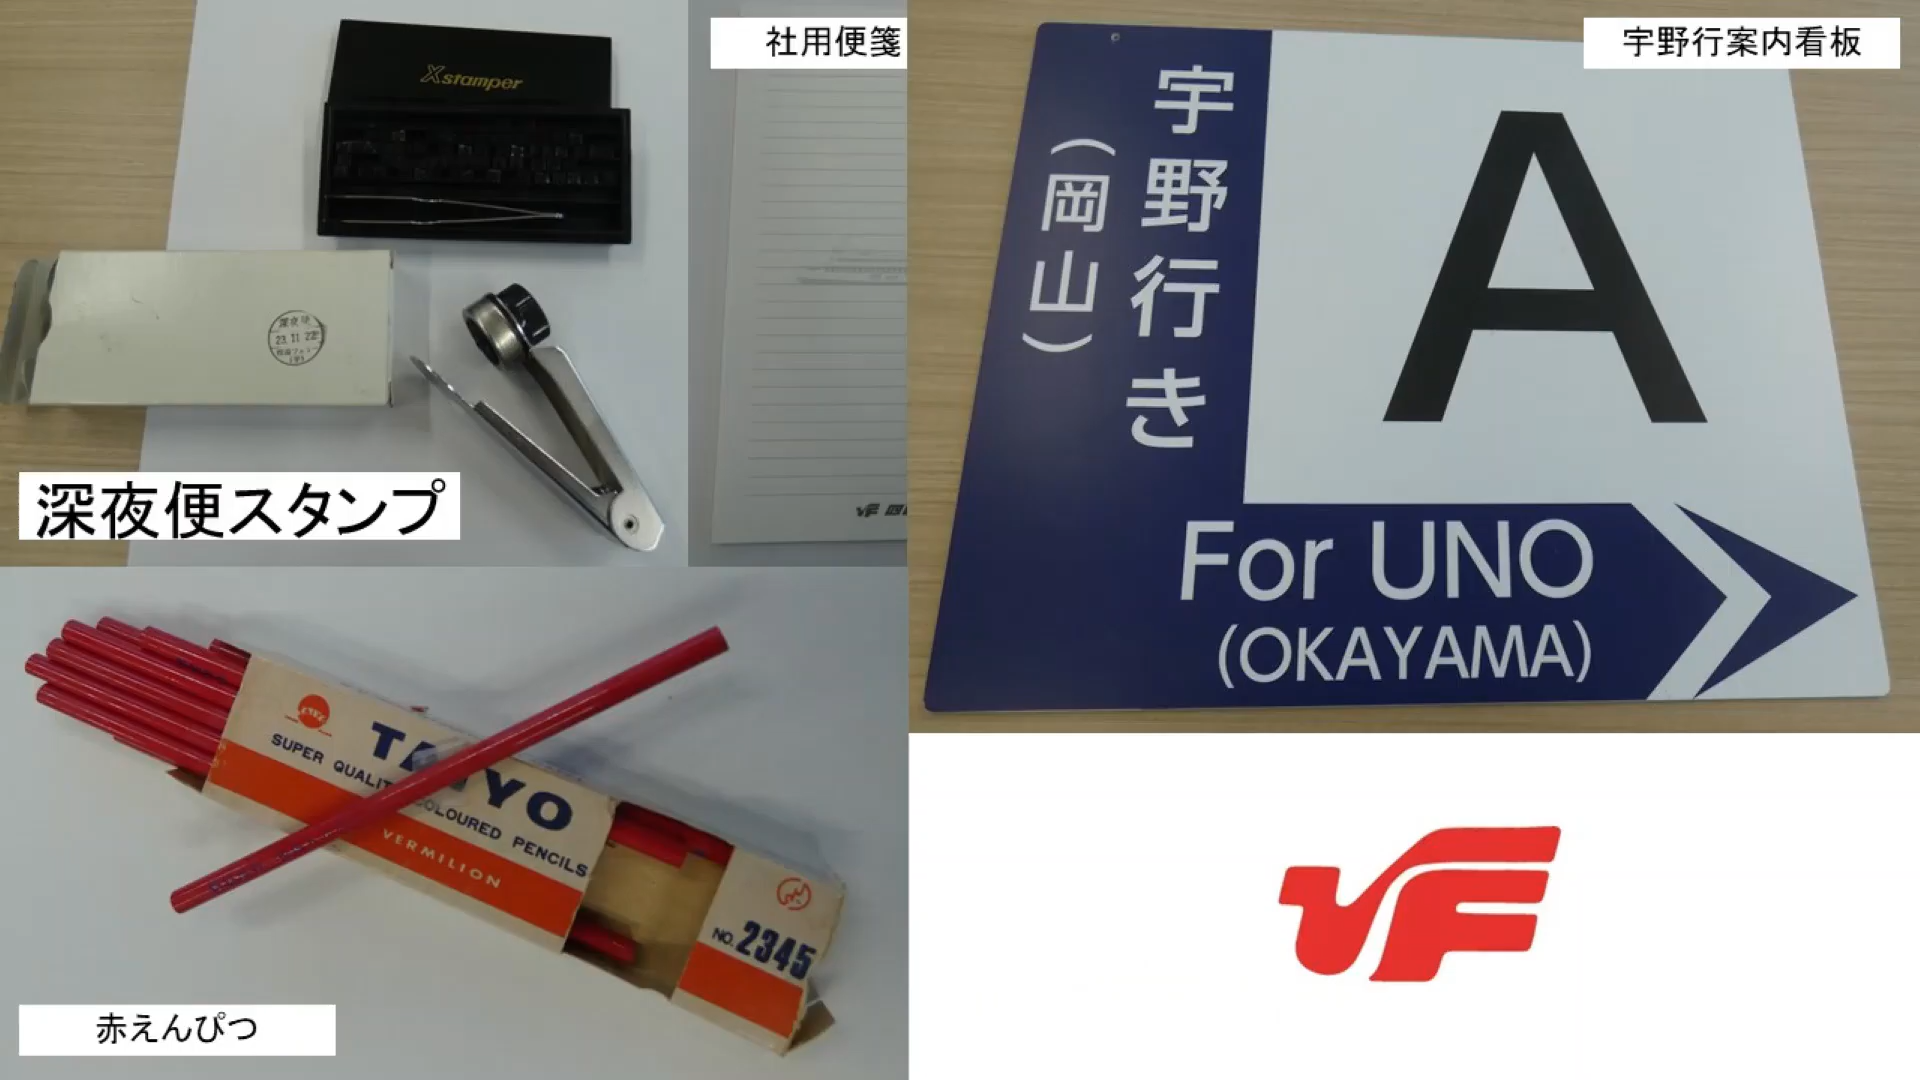 Xstamper
深夜便
23.11.22
深夜便スタンプ
社用便箋
宇野行案内看板
宇野行き
(岡山)
A
For UNO
(OKAYAMA)
TAIYO
SUPER QUALITY COLOURED PENCILS
VERMILION
NO. 2345
赤えんぴつ